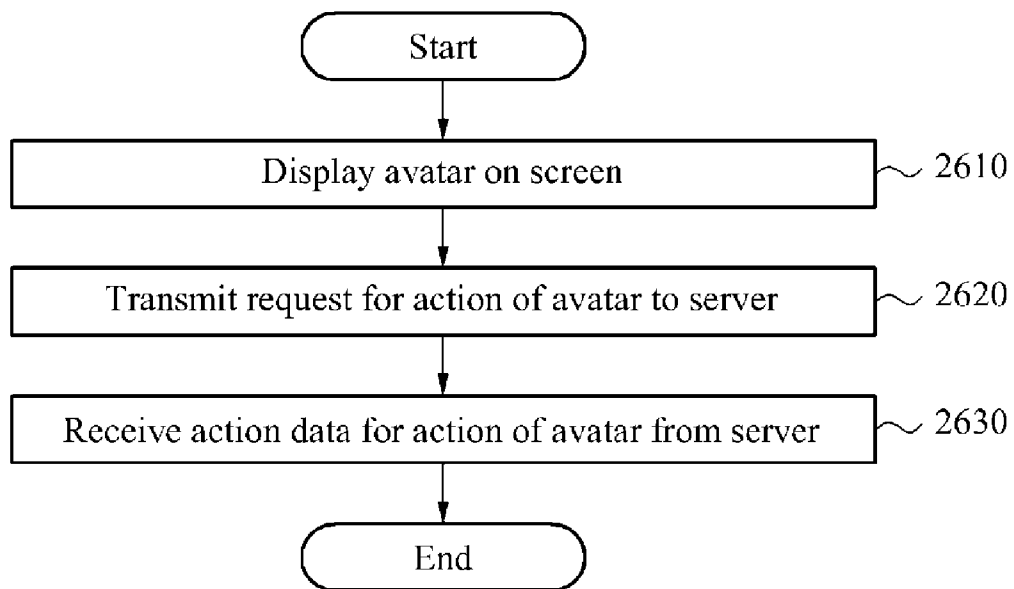 Start
Display avatar on screen
2610
Transmit request for action of avatar to server
2620
Receive action data for action of avatar from server
2630
End